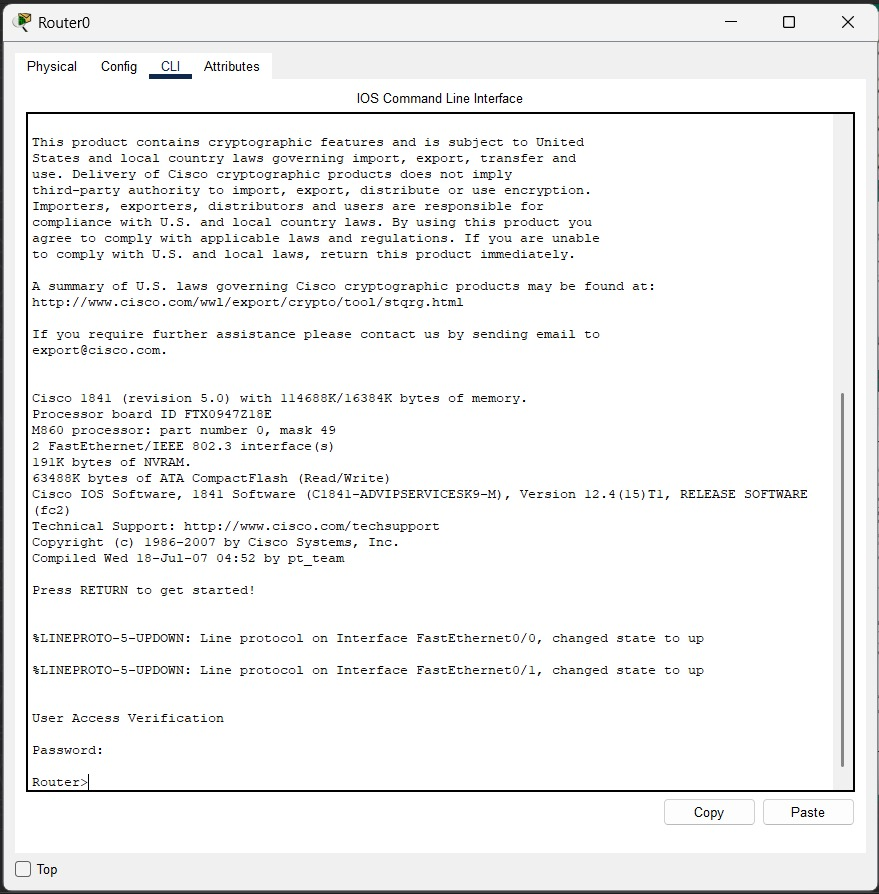 Router0
Physical Config CLI Attributes
IOS Command Line Interface
This product contains cryptographic features and is subject to United
States and local country laws governing import, export, transfer and
use. Delivery of Cisco cryptographic products does not imply
third-party authority to import, export, distribute or use encryption.
Importers, exporters, distributors and users are responsible for
compliance with U.S. and local country laws. By using this product you
agree to comply with applicable laws and regulations. If you are unable
to comply with U.S. and local laws, return this product immediately.
A summary of U.S. laws governing Cisco cryptographic products may be found at:
http://www.cisco.com/wwl/export/crypto/tool/stqrg.html
If you require further assistance please contact us by sending email to
export@cisco.com.
Cisco 1841 (revision 5.0) with 114688K/16384K bytes of memory.
Processor board ID FTX0947Z18E
M860 processor: part number 0, mask 49
2 FastEthernet/IEEE 802.3 interface(s)
191K bytes of NVRAM.
63488K bytes of ATA CompactFlash (Read/Write)
Cisco IOS Software, 1841 Software (C1841-ADVIPSERVICESK9-M), Version 12.4(15)T1, RELEASE SOFTWARE
(fc2)
Technical Support: http://www.cisco.com/techsupport
Copyright (c) 1986-2007 by Cisco Systems, Inc.
Compiled Wed 18-Jul-07 04:52 by pt_team
Press RETURN to get started!
%LINEPROTO-5-UPDOWN: Line protocol on Interface FastEthernet0/0, changed state to up
%LINEPROTO-5-UPDOWN: Line protocol on Interface FastEthernet0/1, changed state to up
User Access Verification
Password:
Router>
Copy Paste
Top